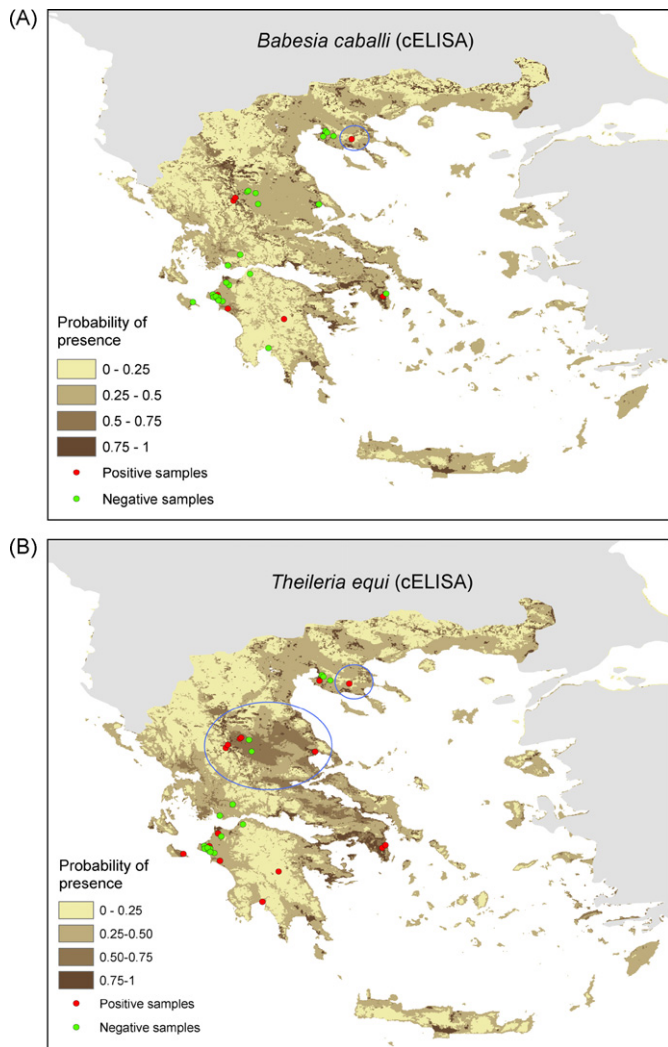 (A)
Babesia caballi (cELISA)
Probability of
presence
0 - 0.25
0.25 - 0.5
0.5 - 0.75
0.75 - 1
Positive samples
Negative samples
(B)
Theileria equi (cELISA)
Probability of
presence
0 - 0.25
0.25-0.50
0.50-0.75
0.75-1
Positive samples
Negative samples